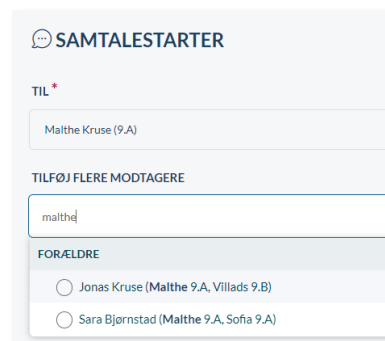 SAMTALESTARTER
TIL *
Malthe Kruse (9.A)
TILFØJ FLERE MODTAGERE
malthe
FORÆLDRE
Jonas Kruse (Malthe 9.A, Villads 9.B)
Sara Bjørnstad (Malthe 9.A, Sofia 9.A)